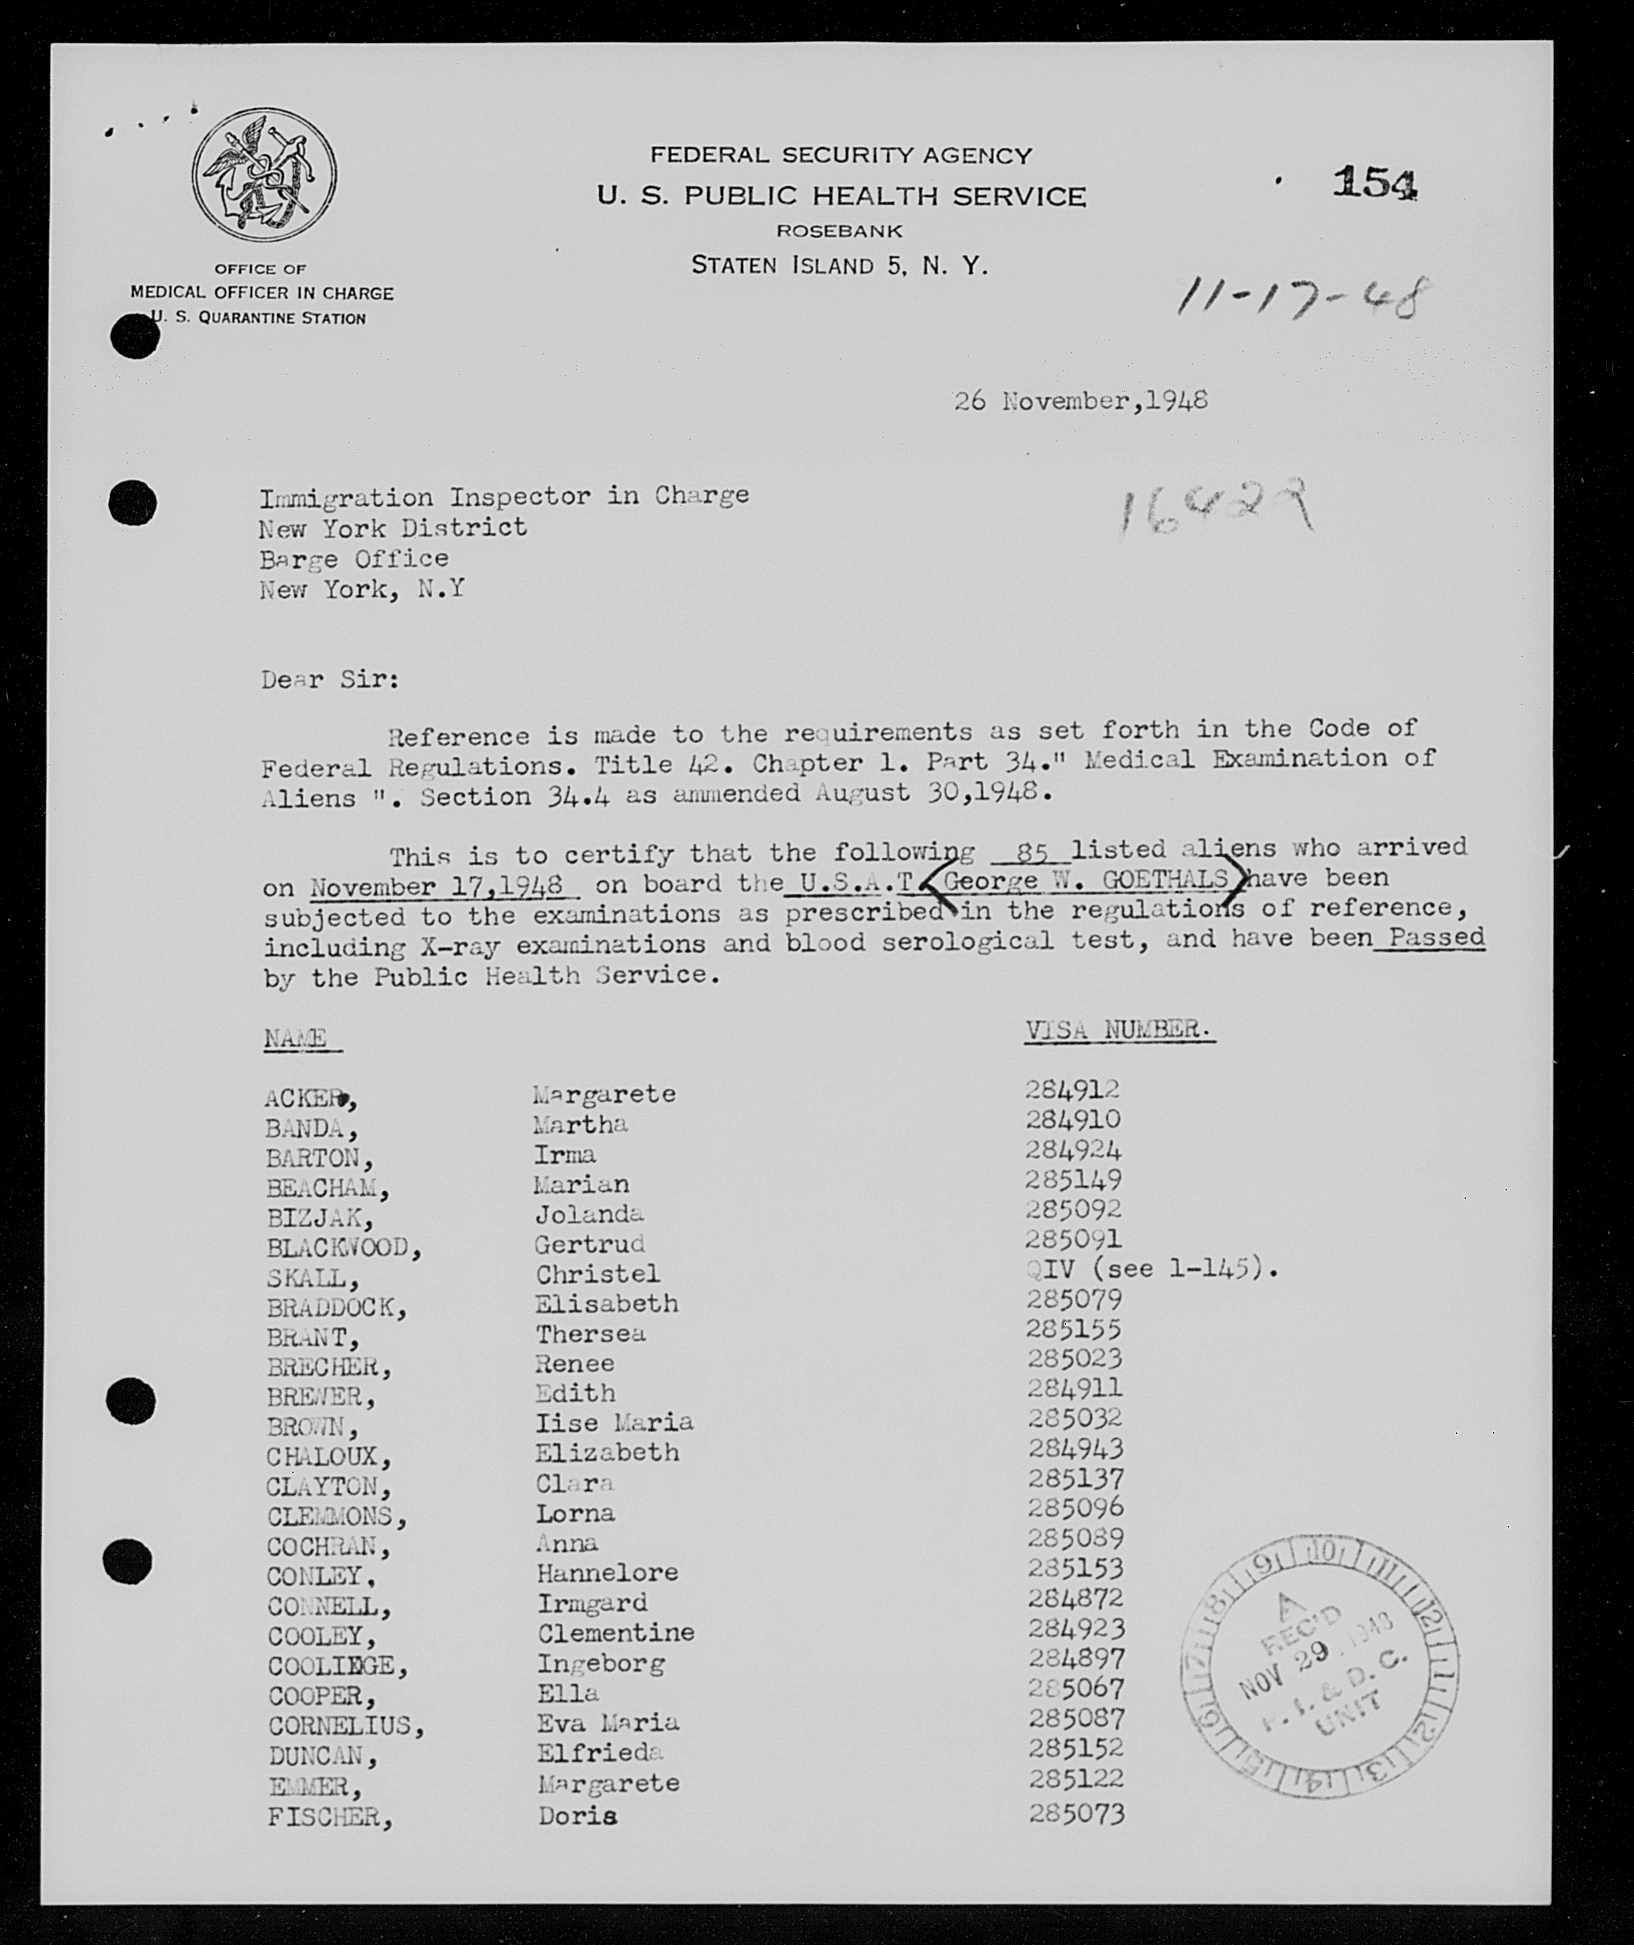 FEDERAL SECURITY AGENCY
U. S. PUBLIC HEALTH SERVICE
ROSEBANK
STATEN ISLAND 5, N. Y.
154
OFFICE OF
MEDICAL OFFICER IN CHARGE
U. S. QUARANTINE STATION
11-17-48
26 November,1948
16429
Immigration Inspector in Charge
New York District
Barge Office
New York, N.Y
Dear Sir:
Reference is made to the requirements as set forth in the Code of
Federal Regulations. Title 42. Chapter 1. Part 34." Medical Examination of
Aliens ". Section 34.4 as ammended August 30,1948.
This is to certify that the following 85 listed aliens who arrived
on November 17,1948 on board the U.S.A.T. George W. GOETHALS have been
subjected to the examinations as prescribed in the regulations of reference,
including X-ray examinations and blood serological test, and have been Passed
by the Public Health Service.
NAME VISA NUMBER.
ACKER, Margarete 284912
BANDA, Martha 284910
BARTON, Irma 284924
BEACHAM, Marian 285149
BIZJAK, Jolanda 285092
BLACKWOOD, Gertrud 285091
SKALL, Christel QIV (see 1-145).
BRADDOCK, Elisabeth 285079
BRANT, Thersea 285155
BRECHER, Renee 285023
BREWER, Edith 284911
BROWN, Iise Maria 285032
CHALOUX, Elizabeth 284943
CLAYTON, Clara 285137
CLEMMONS, Lorna 285096
COCHRAN, Anna 285089
CONLEY, Hannelore 285153
CONNELL, Irmgard 284872
COOLEY, Clementine 284923
COOLIDGE, Ingeborg 284897
COOPER, Ella 285067
CORNELIUS, Eva Maria 285087
DUNCAN, Elfrieda 285152
EMMER, Margarete 285122
FISCHER, Doris 285073
REC'D
NOV 29 1948
I. & D. C.
UNIT